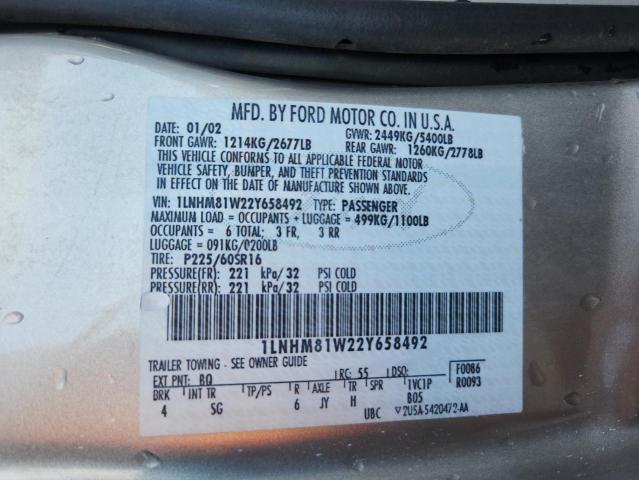 MFD. BY FORD MOTOR CO. IN U.S.A.
DATE: 01/02 GVWR: 2449KG/5400LB
FRONT GAWR: 1214KG/2677LB REAR GAWR: 1260KG/2778LB
THIS VEHICLE CONFORMS TO ALL APPLICABLE FEDERAL MOTOR
VEHICLE SAFETY, BUMPER, AND THEFT PREVENTION STANDARDS
IN EFFECT ON THE DATE OF MANUFACTURE SHOWN ABOVE.
VIN: 1LNHM81W22Y658492 TYPE: PASSENGER
MAXIMUM LOAD = OCCUPANTS + LUGGAGE = 499KG/1100LB
OCCUPANTS = 6 TOTAL; 3 FR, 3 RR
LUGGAGE = 091KG/0200LB
TIRE: P225/60SR16
PRESSURE(FR) = 221 kPa/32 PSI COLD
PRESSURE(RR) = 221 kPa/32 PSI COLD
1LNHM81W22Y658492
TRAILER TOWING - SEE OWNER GUIDE
EXT PNT: BQ RC: 55 DSO: F0086
BRK INT TR TP/PS R AXLE TR SPR 1VC1P R0093
4 SG 6 JY H B05
UBC ▽2U5A-5420472-AA